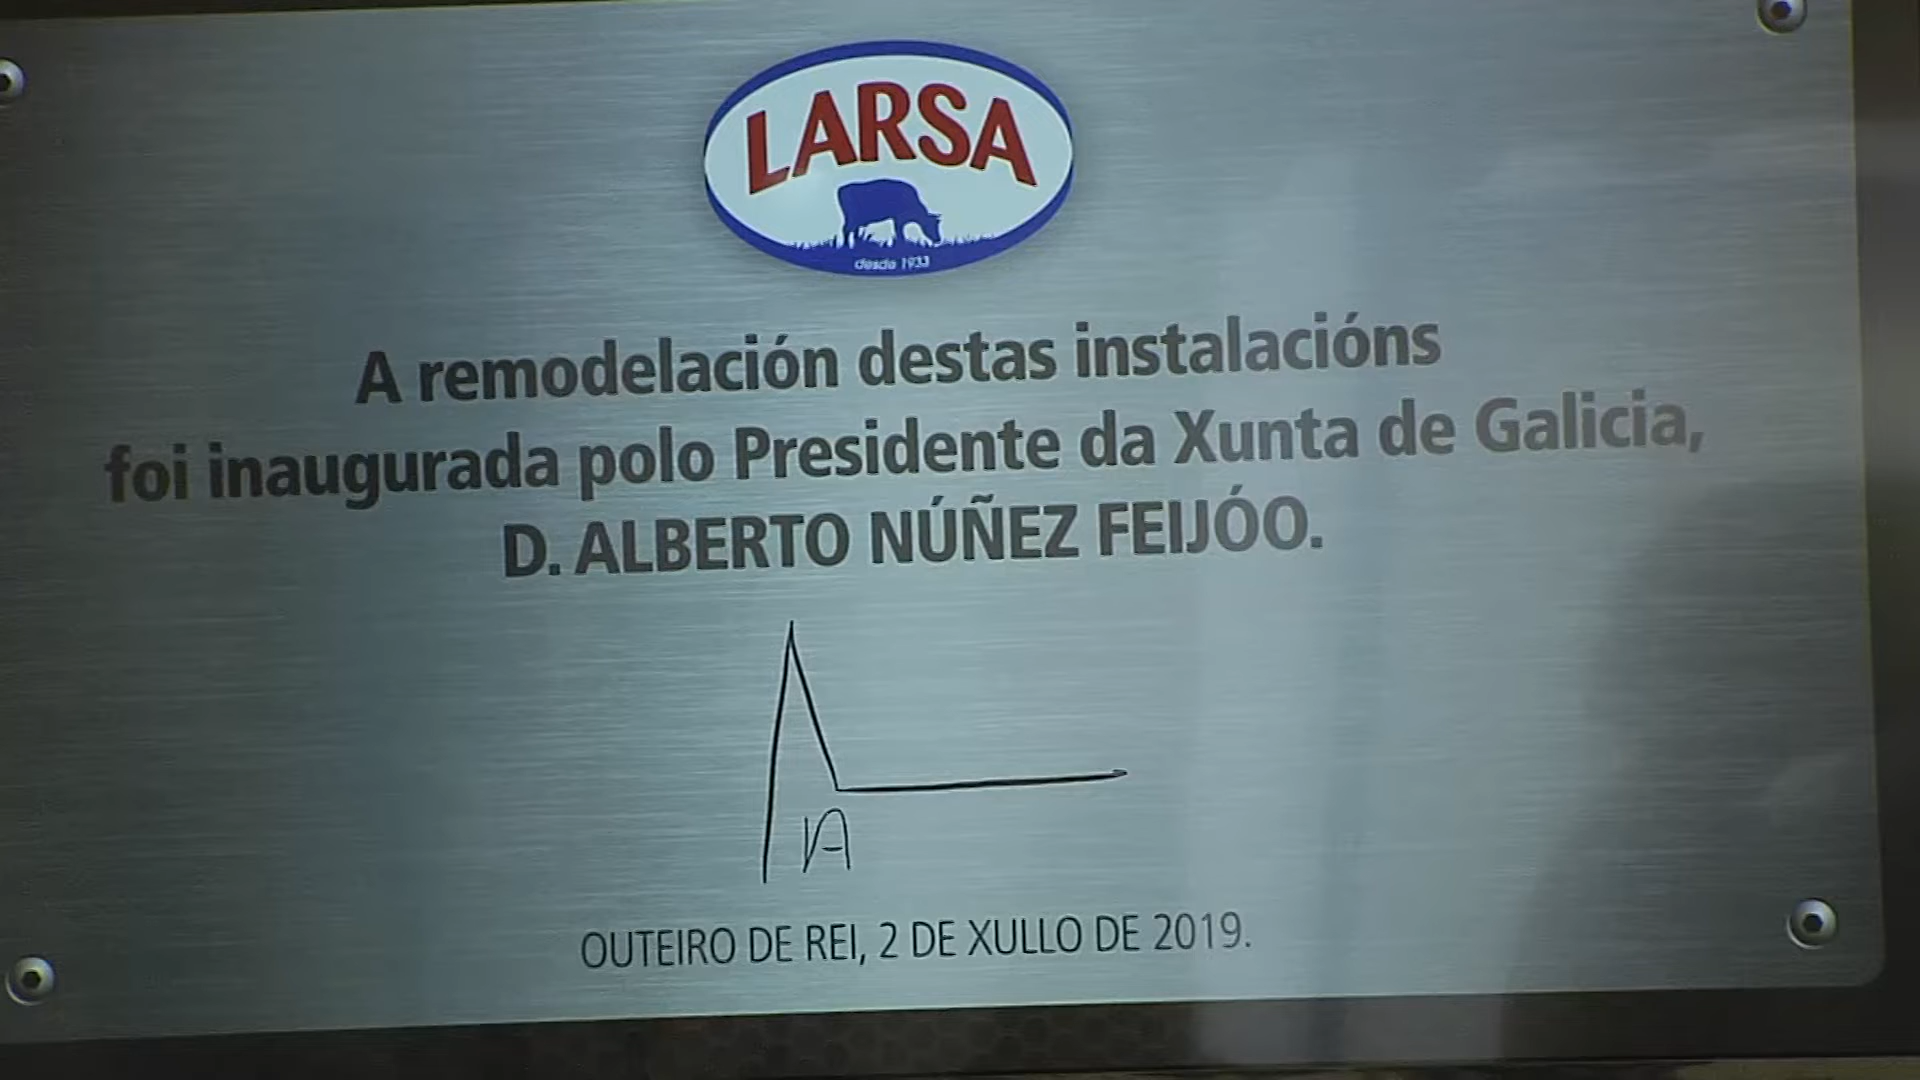 LARSA
desde 1933
A remodelación destas instalacións
foi inaugurada polo Presidente da Xunta de Galicia,
D. ALBERTO NÚÑEZ FEIJÓO.
OUTEIRO DE REI, 2 DE XULLO DE 2019.